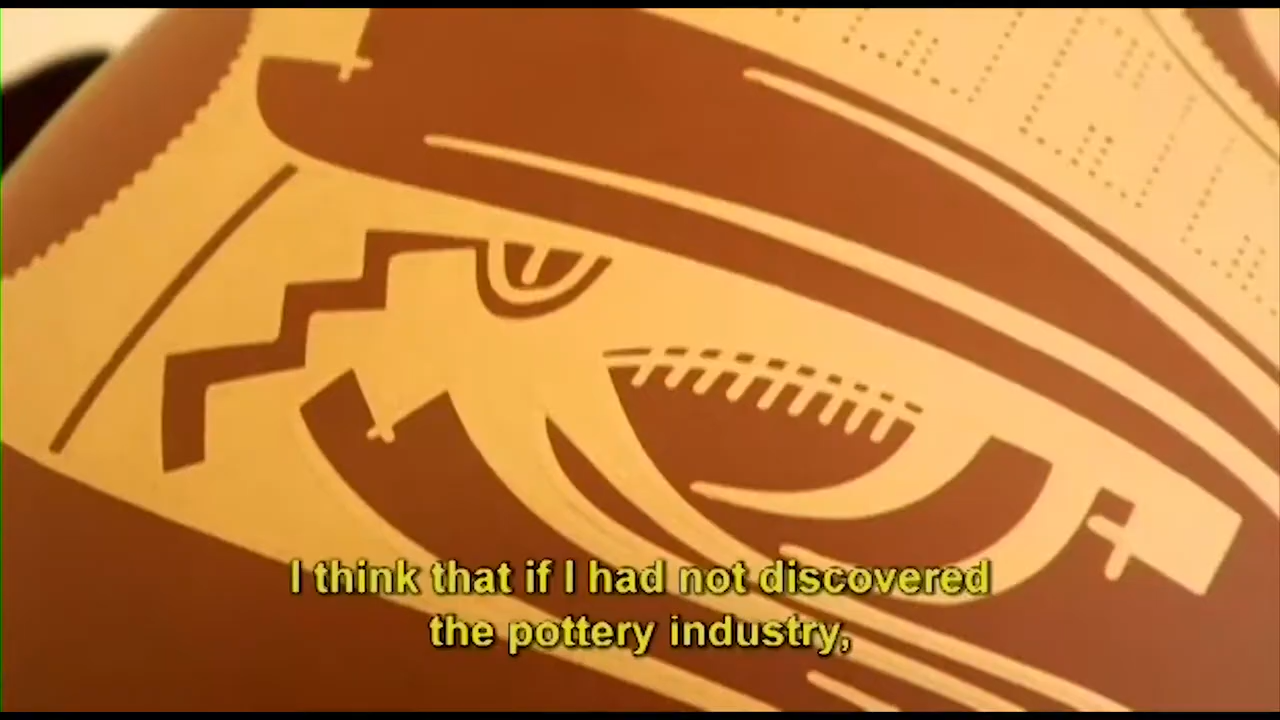 I think that if I had not discovered
the pottery industry,